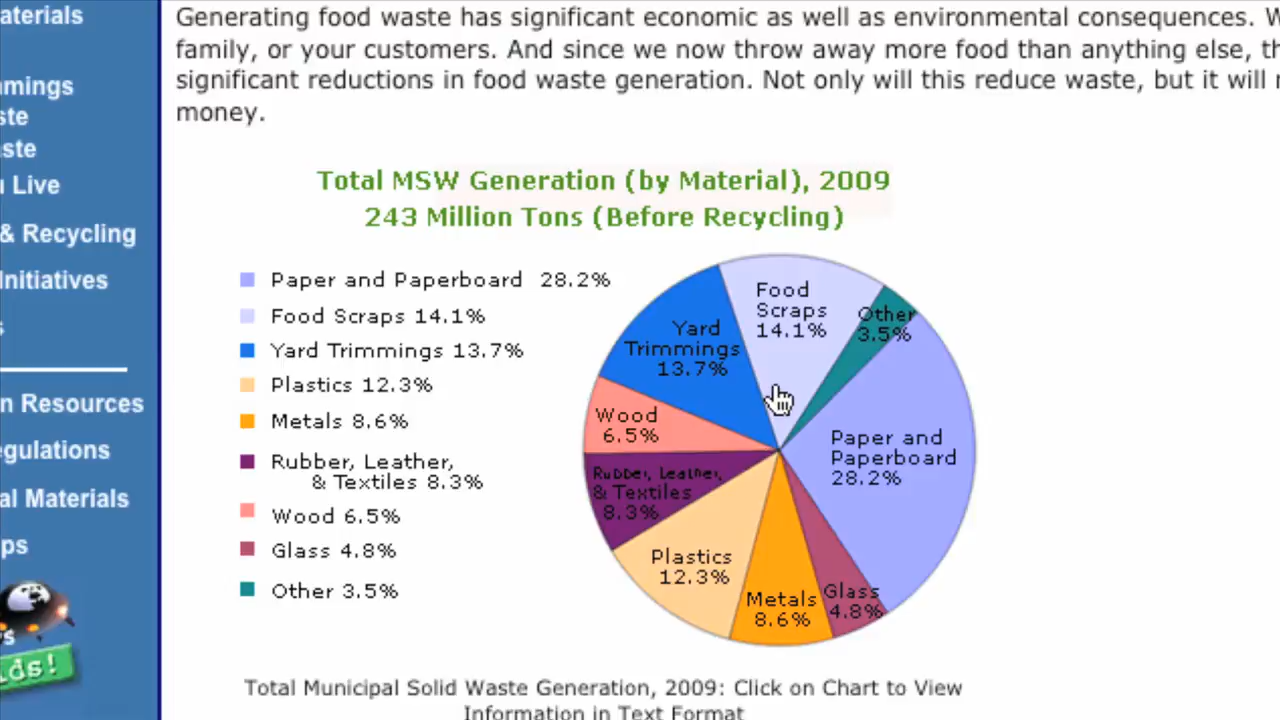 aterials
mmings
ste
aste
u Live
& Recycling
Initiatives
s
n Resources
egulations
al Materials
ps
s
ds!
Generating food waste has significant economic as well as environmental consequences. W
family, or your customers. And since we now throw away more food than anything else, th
significant reductions in food waste generation. Not only will this reduce waste, but it will
money.
Total MSW Generation (by Material), 2009
243 Million Tons (Before Recycling)
Paper and Paperboard 28.2%
Food Scraps 14.1%
Yard Trimmings 13.7%
Plastics 12.3%
Metals 8.6%
Rubber, Leather,
& Textiles 8.3%
Wood 6.5%
Glass 4.8%
Other 3.5%
Food
Scraps
14.1%
Other
3.5%
Yard
Trimmings
13.7%
Wood
6.5%
Paper and
Paperboard
28.2%
Rubber, Leather,
& Textiles
8.3%
Plastics
12.3%
Metals
8.6%
Glass
4.8%
Total Municipal Solid Waste Generation, 2009: Click on Chart to View
Information in Text Format